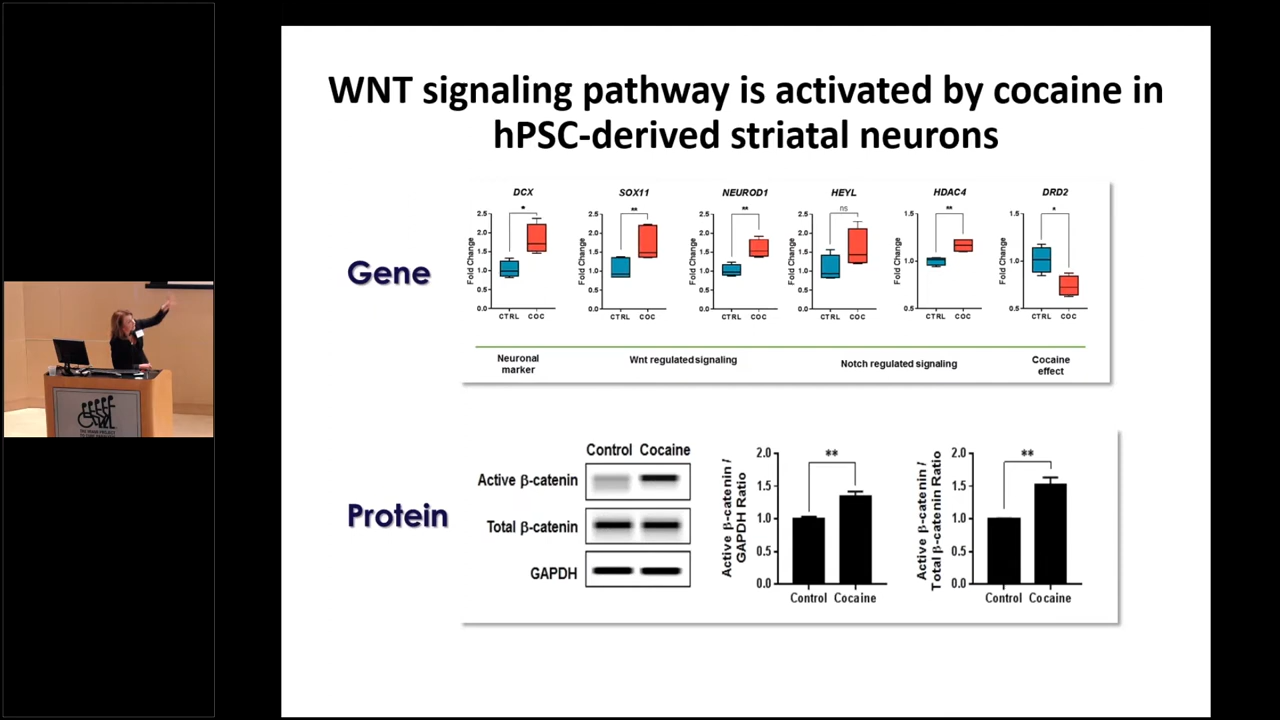 WNT signaling pathway is activated by cocaine in
hPSC-derived striatal neurons
Gene
DCX
SOX11
NEUROD1
HEYL
HDAC4
DRD2
*
**
**
ns
**
*
Fold Change
2.5
2.0
1.5
1.0
0.5
0.0
CTRL COC
Fold Change
2.5
2.0
1.5
1.0
0.5
0.0
CTRL COC
Fold Change
2.5
2.0
1.5
1.0
0.5
0.0
CTRL COC
Fold Change
2.5
2.0
1.5
1.0
0.5
0.0
CTRL COC
Fold Change
1.5
1.0
0.5
CTRL COC
Fold Change
1.5
1.0
0.5
CTRL COC
Neuronal
marker
Wnt regulated signaling
Notch regulated signaling
Cocaine
effect
Protein
Control Cocaine
Active β-catenin
Total β-catenin
GAPDH
Active β-catenin /
GAPDH Ratio
2.0
1.5
1.0
0.5
0.0
**
Control Cocaine
Active β-catenin /
Total β-catenin Ratio
2.0
1.5
1.0
0.5
0.0
**
Control Cocaine